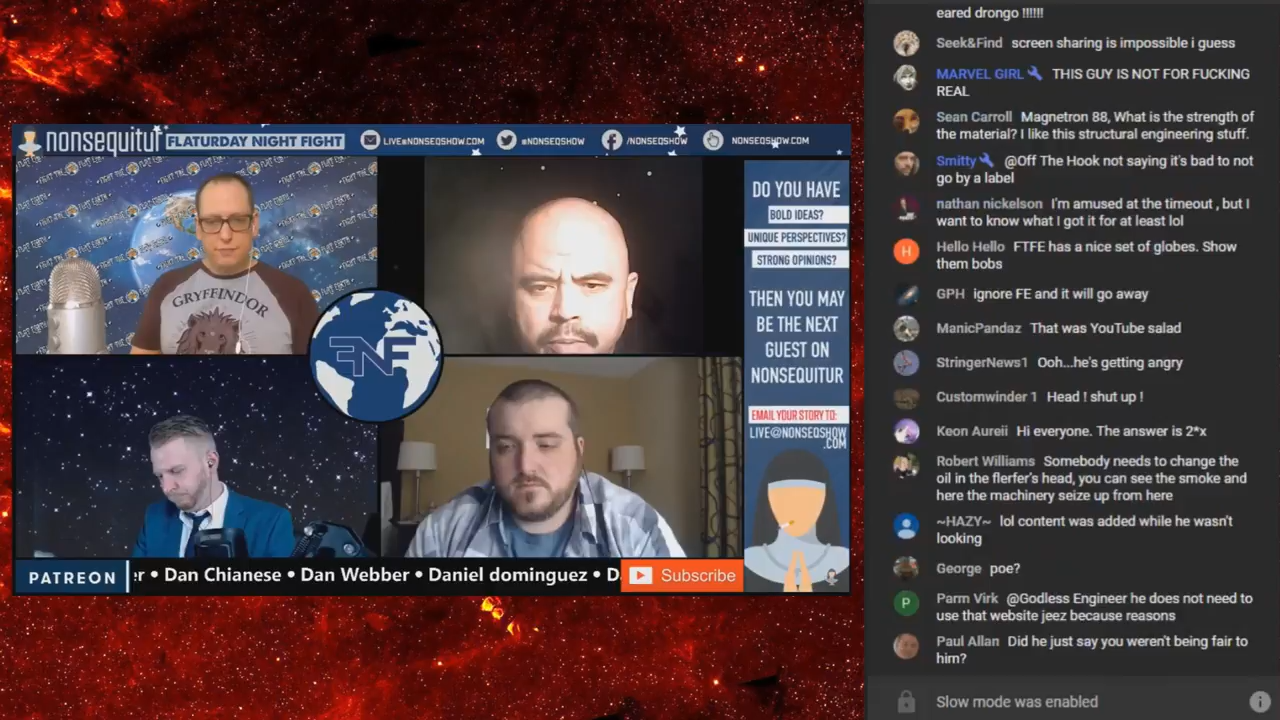 nonsequitur
FLATURDAY NIGHT FIGHT
LIVE@NONSEQSHOW.COM
@NONSEQSHOW
/NONSEQSHOW
NONSEQSHOW.COM
GRYFFINDOR
FNF
DO YOU HAVE
BOLD IDEAS?
UNIQUE PERSPECTIVES?
STRONG OPINIONS?
THEN YOU MAY
BE THE NEXT
GUEST ON
NONSEQUITUR
EMAIL YOUR STORY TO:
LIVE@NONSEQSHOW
.COM
PATREON
er • Dan Chianese • Dan Webber • Daniel dominguez • D
Subscribe
eared drongo !!!!!!
Seek&Find screen sharing is impossible i guess
MARVEL GIRL THIS GUY IS NOT FOR FUCKING
REAL
Sean Carroll Magnetron 88, What is the strength of
the material? I like this structural engineering stuff.
Smitty @Off The Hook not saying it's bad to not
go by a label
nathan nickelson I'm amused at the timeout , but I
want to know what I got it for at least lol
H
Hello Hello FTFE has a nice set of globes. Show
them bobs
GPH ignore FE and it will go away
ManicPandaz That was YouTube salad
StringerNews1 Ooh...he's getting angry
Customwinder 1 Head ! shut up !
Keon Aureii Hi everyone. The answer is 2*x
Robert Williams Somebody needs to change the
oil in the flerfer's head, you can see the smoke and
here the machinery seize up from here
~HAZY~ lol content was added while he wasn't
looking
George poe?
P
Parm Virk @Godless Engineer he does not need to
use that website jeez because reasons
Paul Allan Did he just say you weren't being fair to
him?
Slow mode was enabled